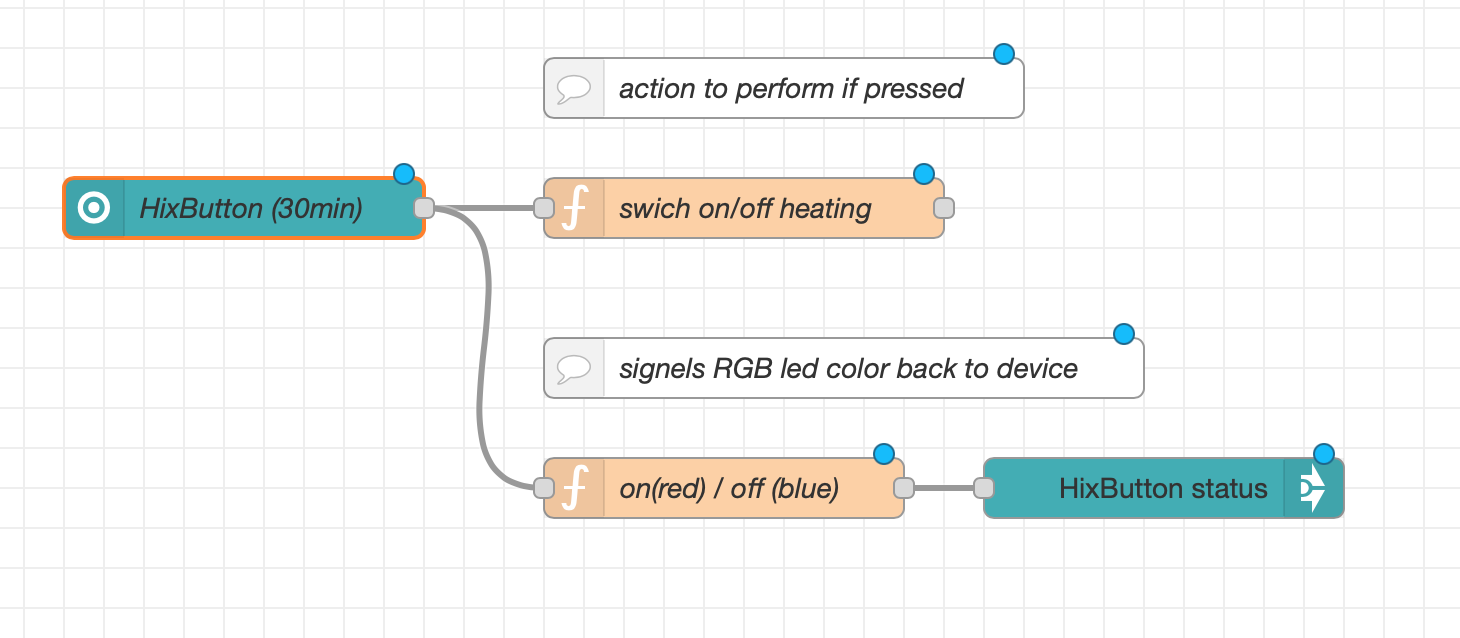 action to perform if pressed
HixButton (30min)
swich on/off heating
signels RGB led color back to device
on(red) / off (blue)
HixButton status